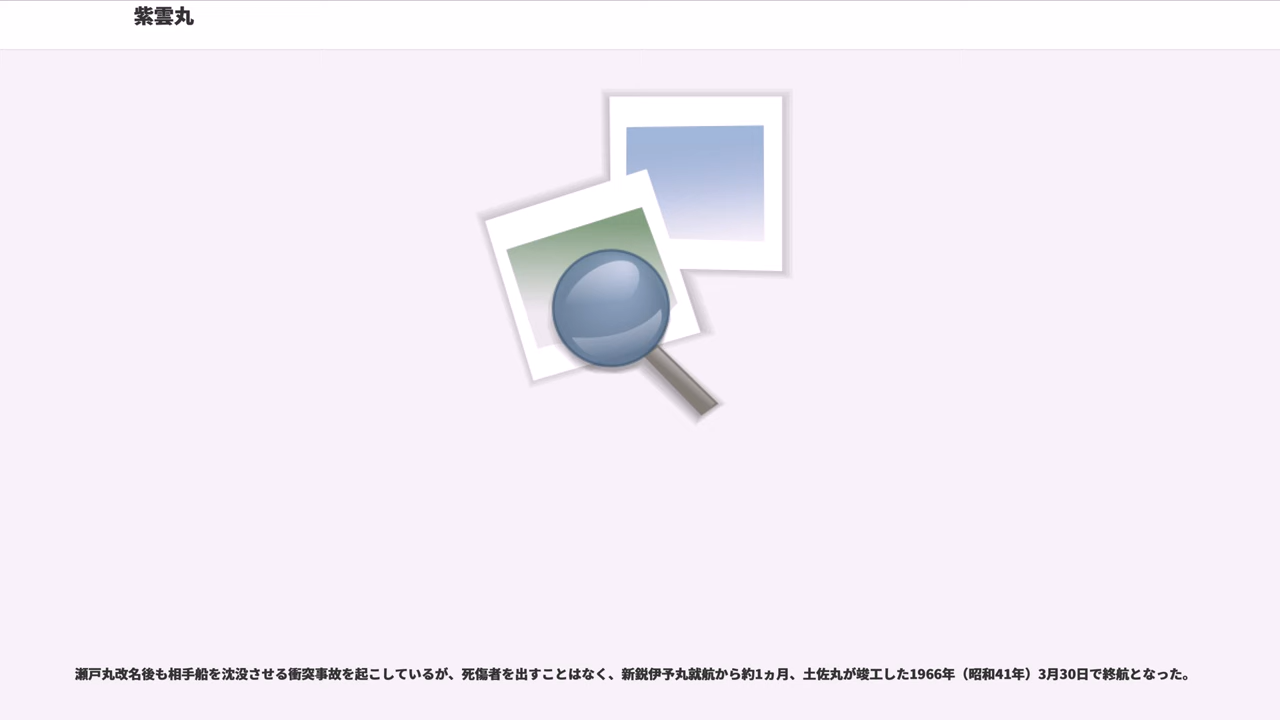 紫雲丸
瀬戸丸改名後も相手船を沈没させる衝突事故を起こしているが、死傷者を出すことはなく、新鋭伊予丸就航から約1ヵ月、土佐丸が竣工した1966年（昭和41年）3月30日で終航となった。